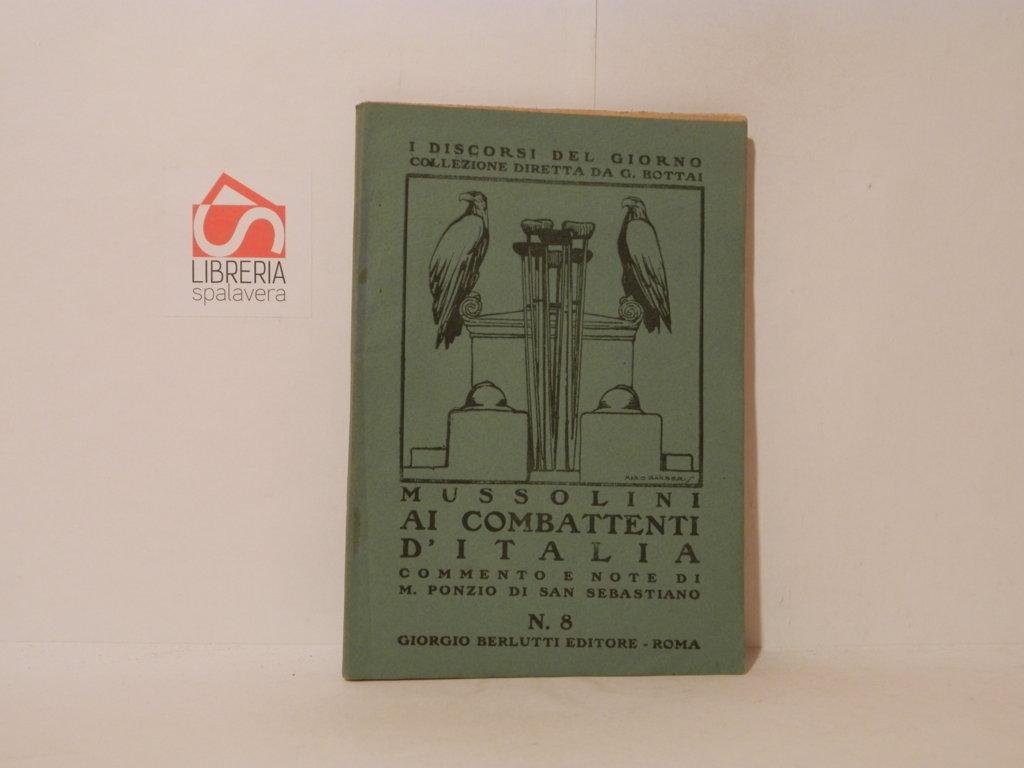 LIBRERIA
spalavera
I DISCORSI DEL GIORNO
COLLEZIONE DIRETTA DA G. BOTTAI
MUSSOLINI
AI COMBATTENTI
D'ITALIA
COMMENTO E NOTE DI
M. PONZIO DI SAN SEBASTIANO
N. 8
GIORGIO BERLUTTI EDITORE - ROMA